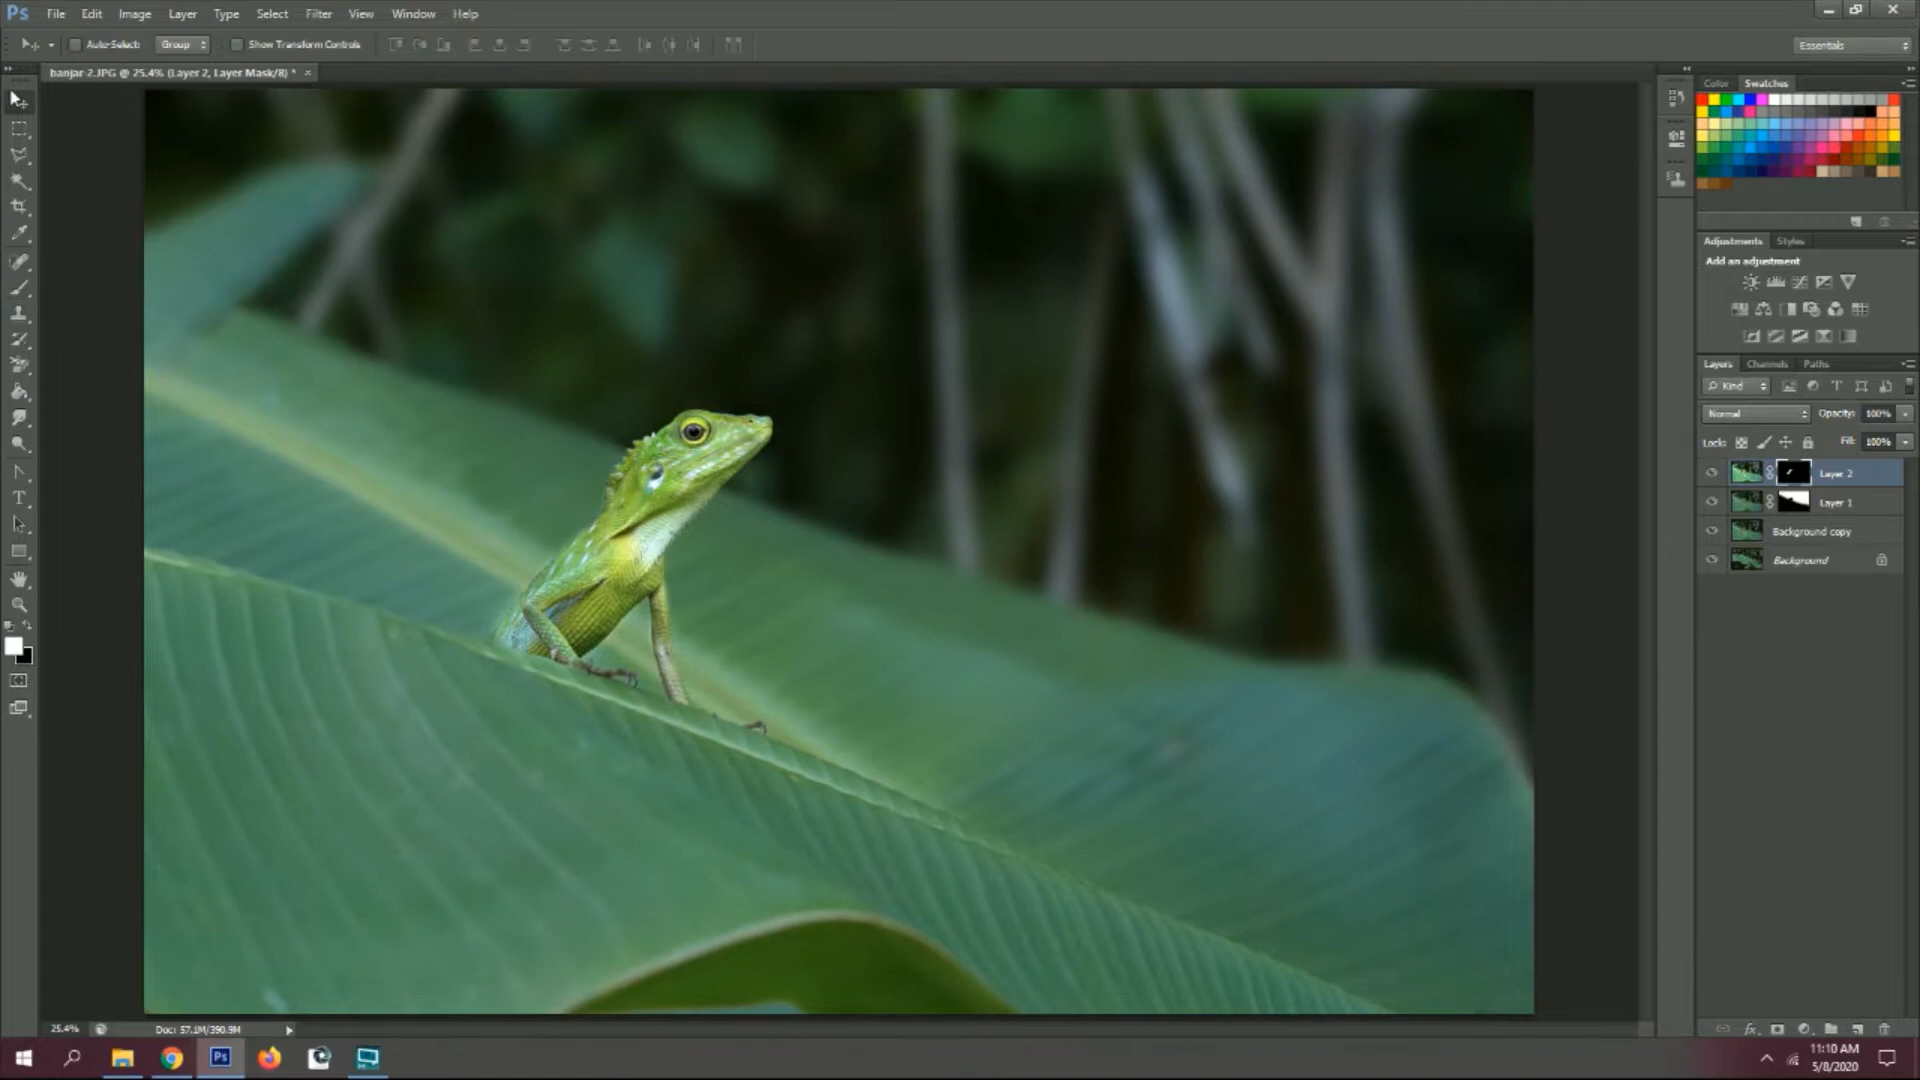 Ps File Edit Image Layer Type Select Filter View Window Help
Auto-Select: Group Show Transform Controls Essentials
banjar-2.JPG @ 25.4% (Layer 2, Layer Mask/8) * ×
Color Swatches
Adjustments Styles
Add an adjustment
Layers Channels Paths
Kind
Normal Opacity: 100%
Lock: Fill: 100%
Layer 2
Layer 1
Background copy
Background
25.4% Doc: 57.1M/390.9M
Ps
11:10 AM
5/8/2020